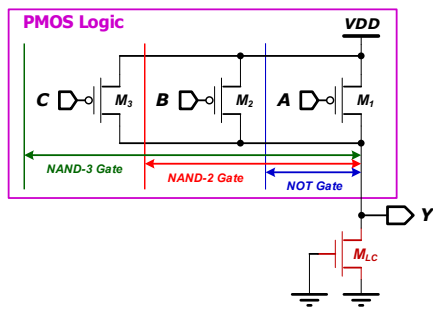 PMOS Logic
VDD
C
M3
B
M2
A
M1
NAND-3 Gate
NAND-2 Gate
NOT Gate
Y
MLC